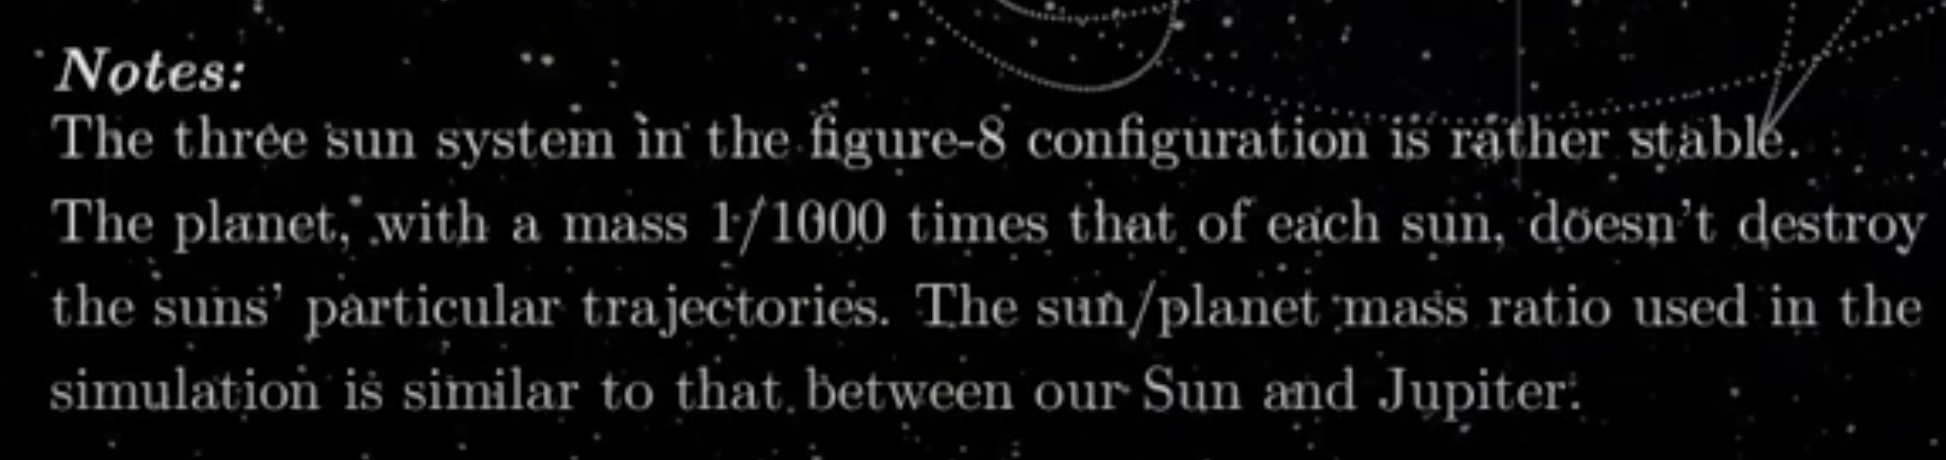 Notes:
The three sun system in the figure-8 configuration is rather stable.
The planet, with a mass 1/1000 times that of each sun, doesn't destroy
the suns' particular trajectories. The sun/planet mass ratio used in the
simulation is similar to that between our Sun and Jupiter.